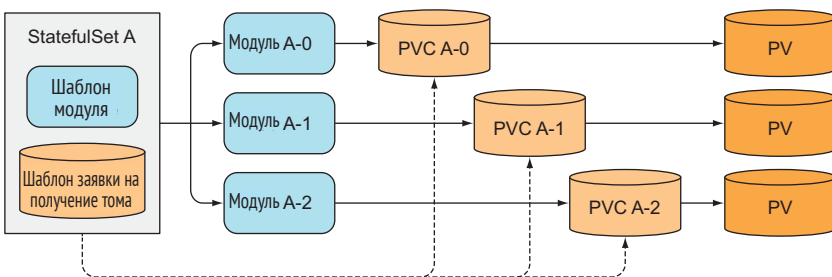 StatefulSet A
Шаблон
модуля
Шаблон заявки на
получение тома
Модуль A-0
PVC A-0
PV
Модуль A-1
PVC A-1
PV
Модуль A-2
PVC A-2
PV